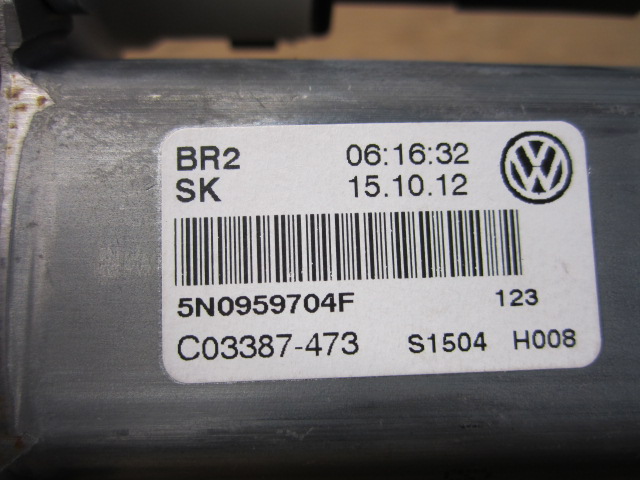 BR2 06:16:32
SK 15.10.12
5N0959704F 123
C03387-473 S1504 H008